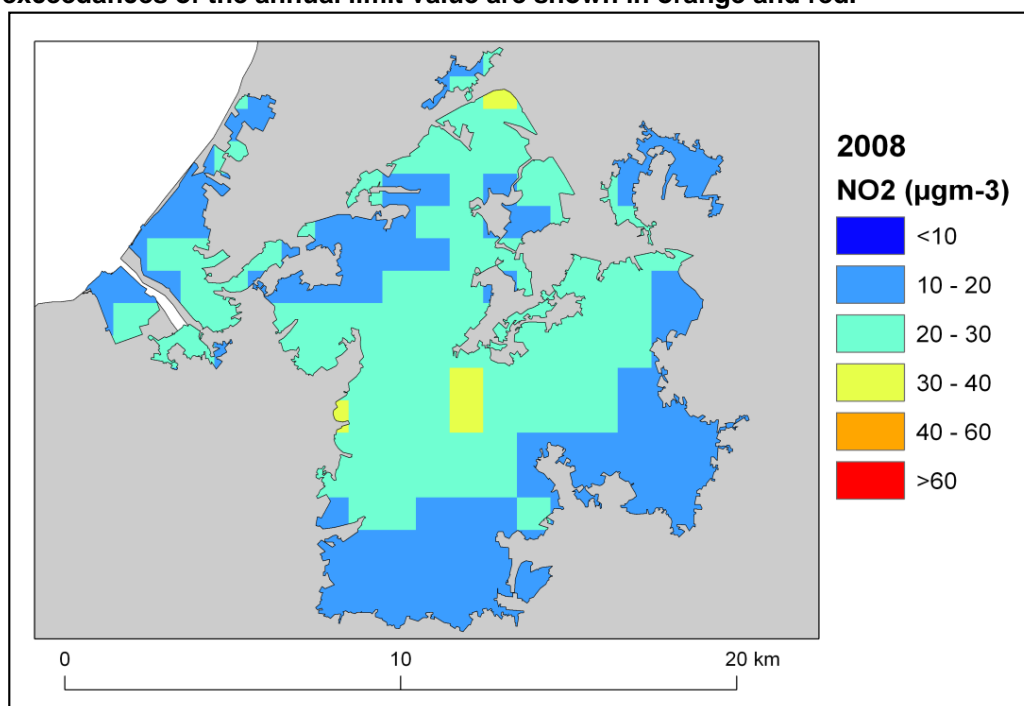 exceedances of the annual limit value are shown in orange and red.
2008
NO2 (µgm-3)
<10
10 - 20
20 - 30
30 - 40
40 - 60
>60
0 10 20 km